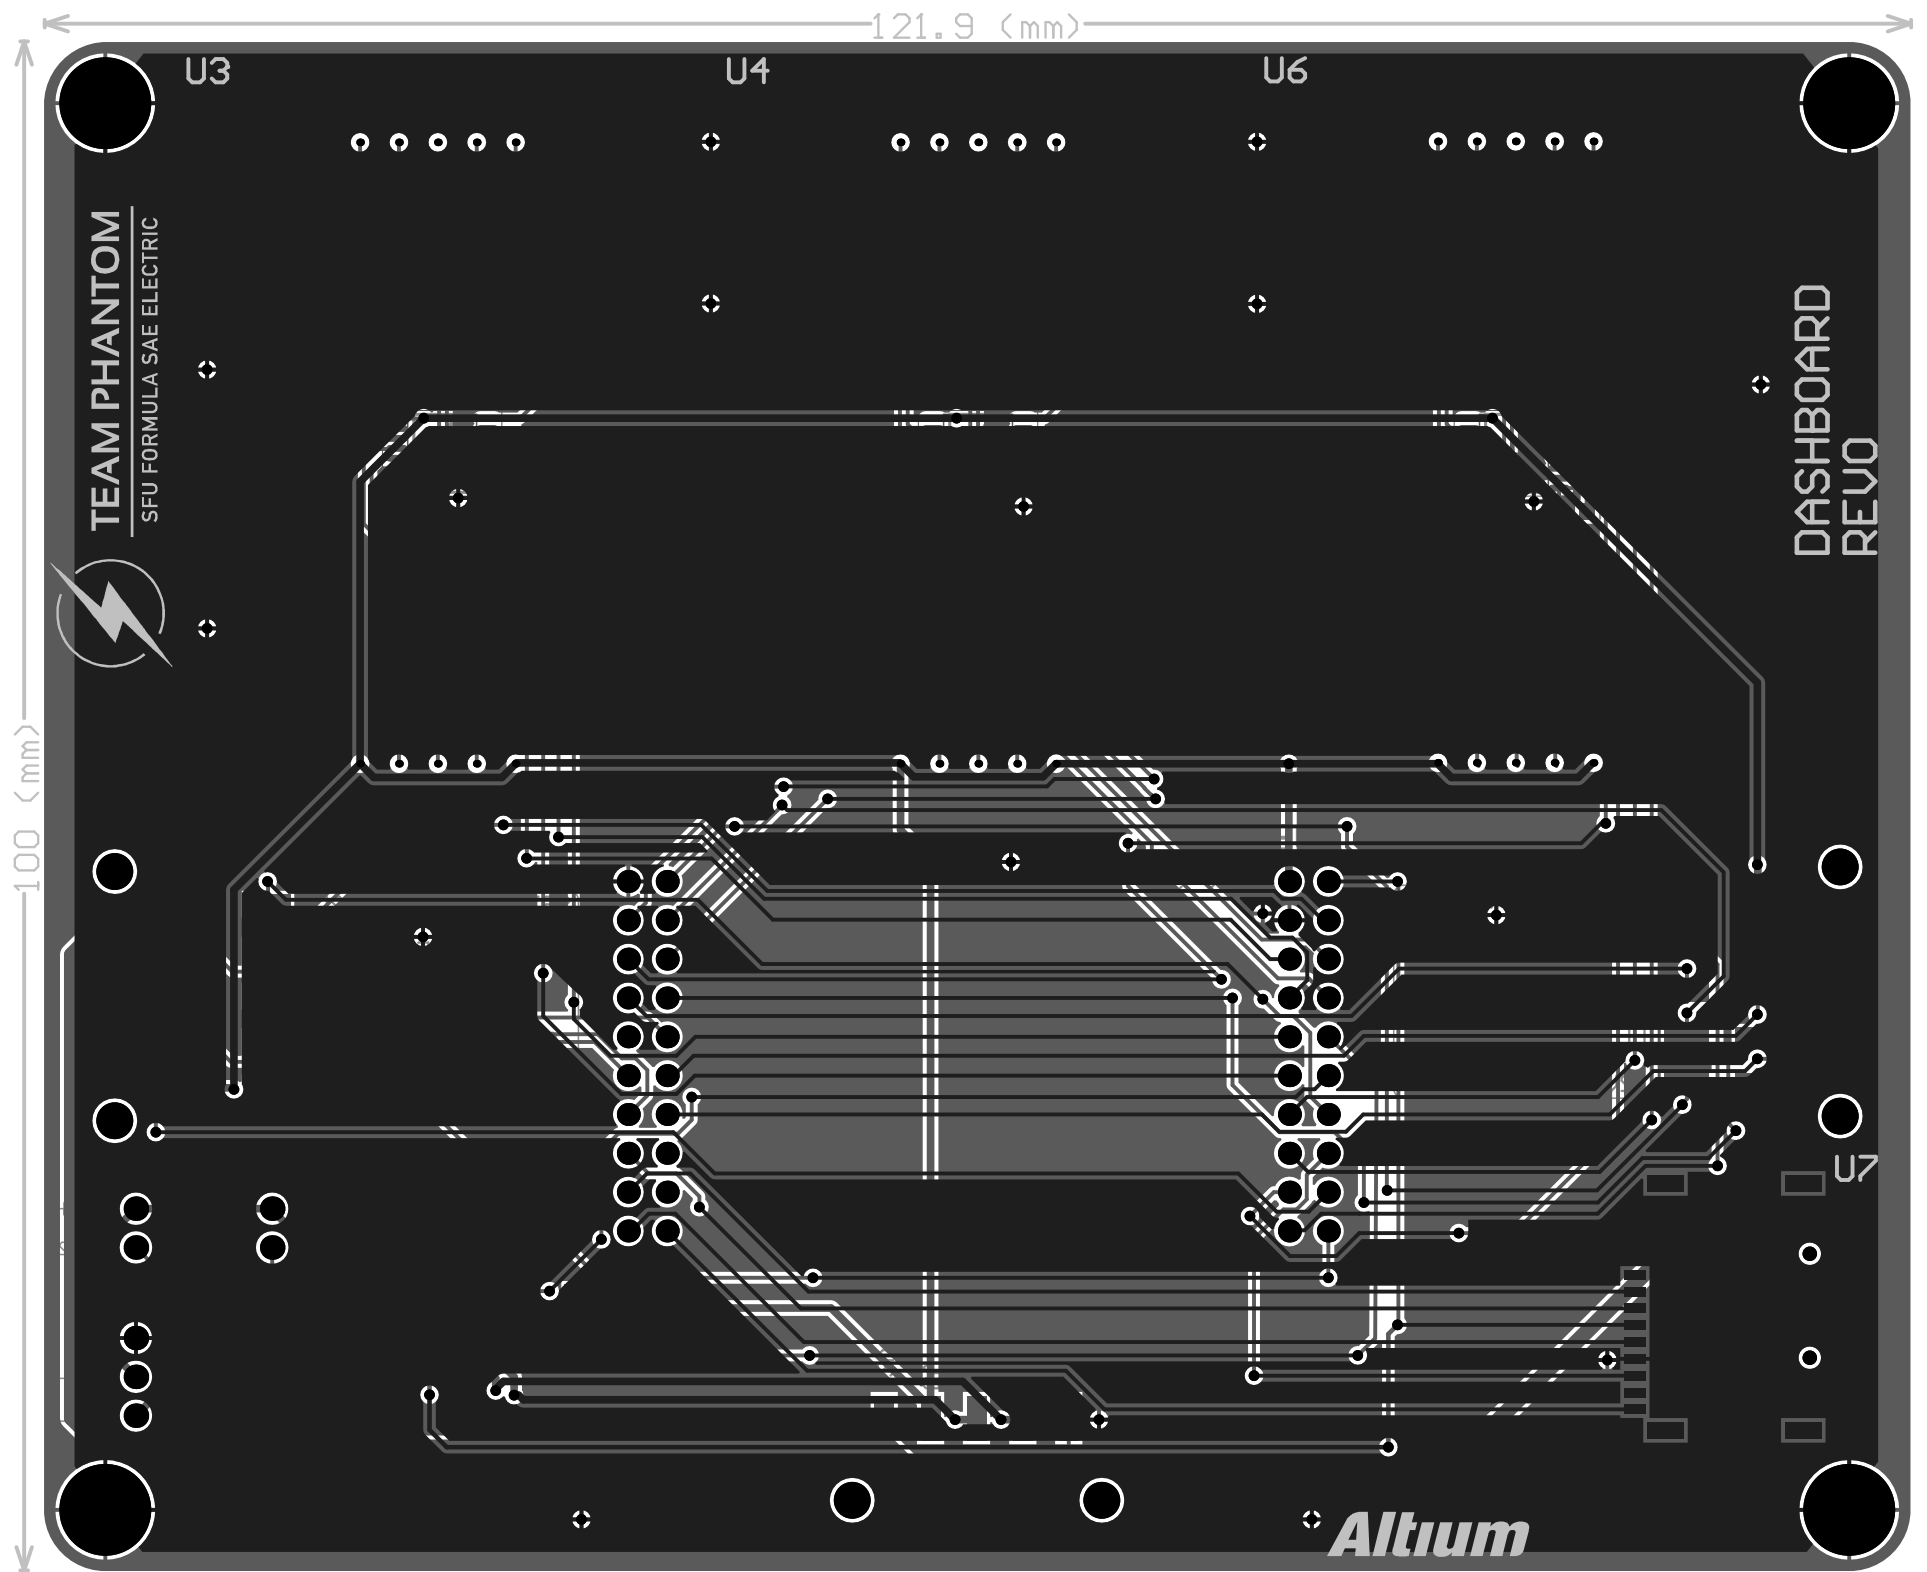 121.9 (mm)
U3
U4
U6
TEAM PHANTOM
SFU FORMULA SAE ELECTRIC
DASHBOARD
REV0
100 (mm)
U7
Altium